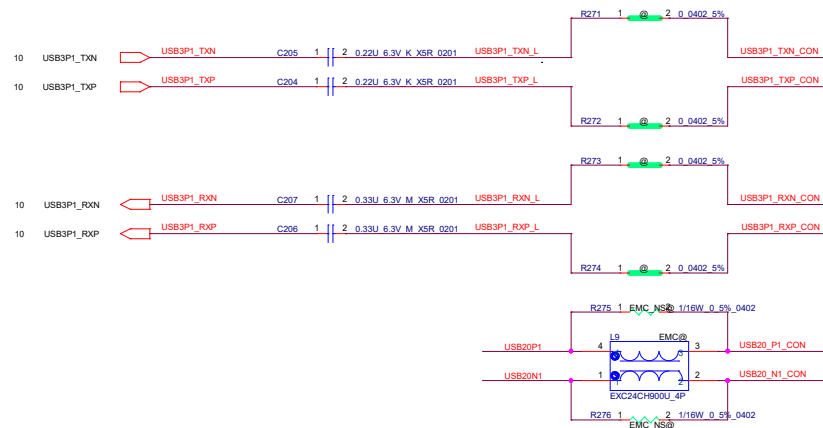 R271 1 @ 2 0_0402_5%
10 USB3P1_TXN USB3P1_TXN C205 1 2 0.22U_6.3V_K_X5R_0201 USB3P1_TXN_L USB3P1_TXN_CON
10 USB3P1_TXP USB3P1_TXP C204 1 2 0.22U_6.3V_K_X5R_0201 USB3P1_TXP_L USB3P1_TXP_CON
R272 1 @ 2 0_0402_5%
R273 1 @ 2 0_0402_5%
10 USB3P1_RXN USB3P1_RXN C207 1 2 0.33U_6.3V_M_X5R_0201 USB3P1_RXN_L USB3P1_RXN_CON
10 USB3P1_RXP USB3P1_RXP C206 1 2 0.33U_6.3V_M_X5R_0201 USB3P1_RXP_L USB3P1_RXP_CON
R274 1 @ 2 0_0402_5%
R275 1 EMC_NS@ 2 1/16W_0_5%_0402
L9 EMC@
USB20P1 4 3 USB20_P1_CON
4 3
USB20N1 1 2 USB20_N1_CON
1 2
EXC24CH900U_4P
R276 1 2 1/16W_0_5%_0402
EMC_NS@